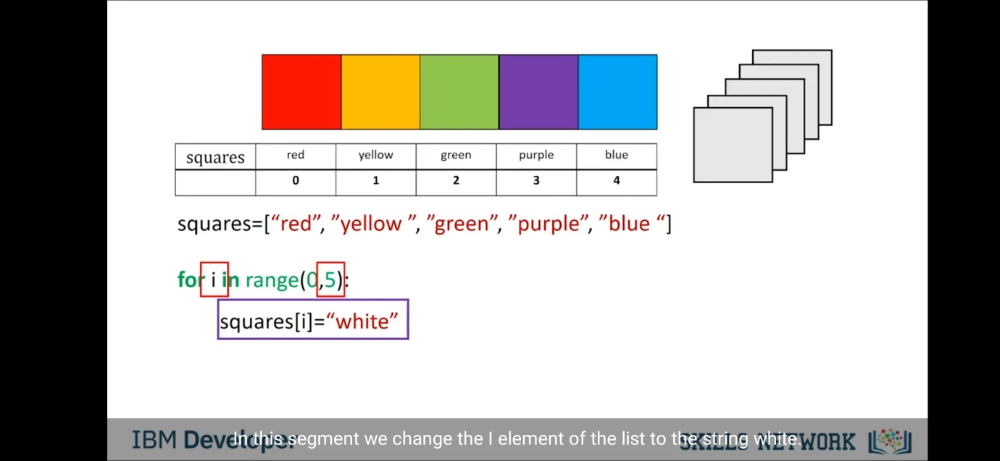 squares red yellow green purple blue
0 1 2 3 4
squares=[“red”, ”yellow ”, ”green”, ”purple”, ”blue “]
for i in range(0,5):
squares[i]=“white”
IBM Developer
SKILLS NETWORK
In this segment we change the I element of the list to the string white.